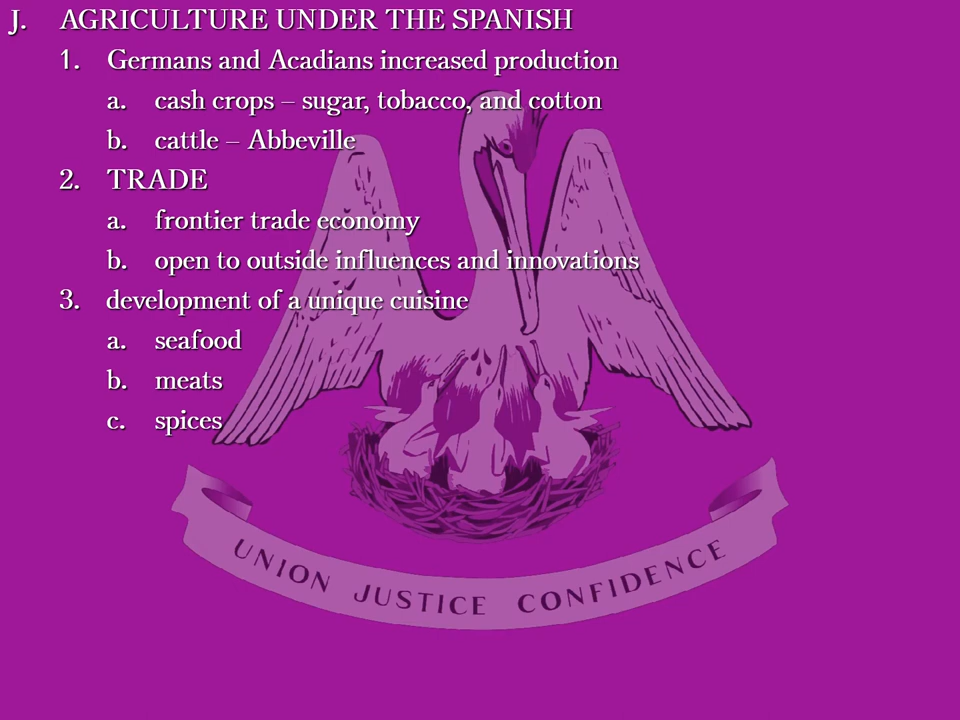 J. AGRICULTURE UNDER THE SPANISH
1. Germans and Acadians increased production
a. cash crops – sugar, tobacco, and cotton
b. cattle – Abbeville
2. TRADE
a. frontier trade economy
b. open to outside influences and innovations
3. development of a unique cuisine
a. seafood
b. meats
c. spices
UNION JUSTICE CONFIDENCE